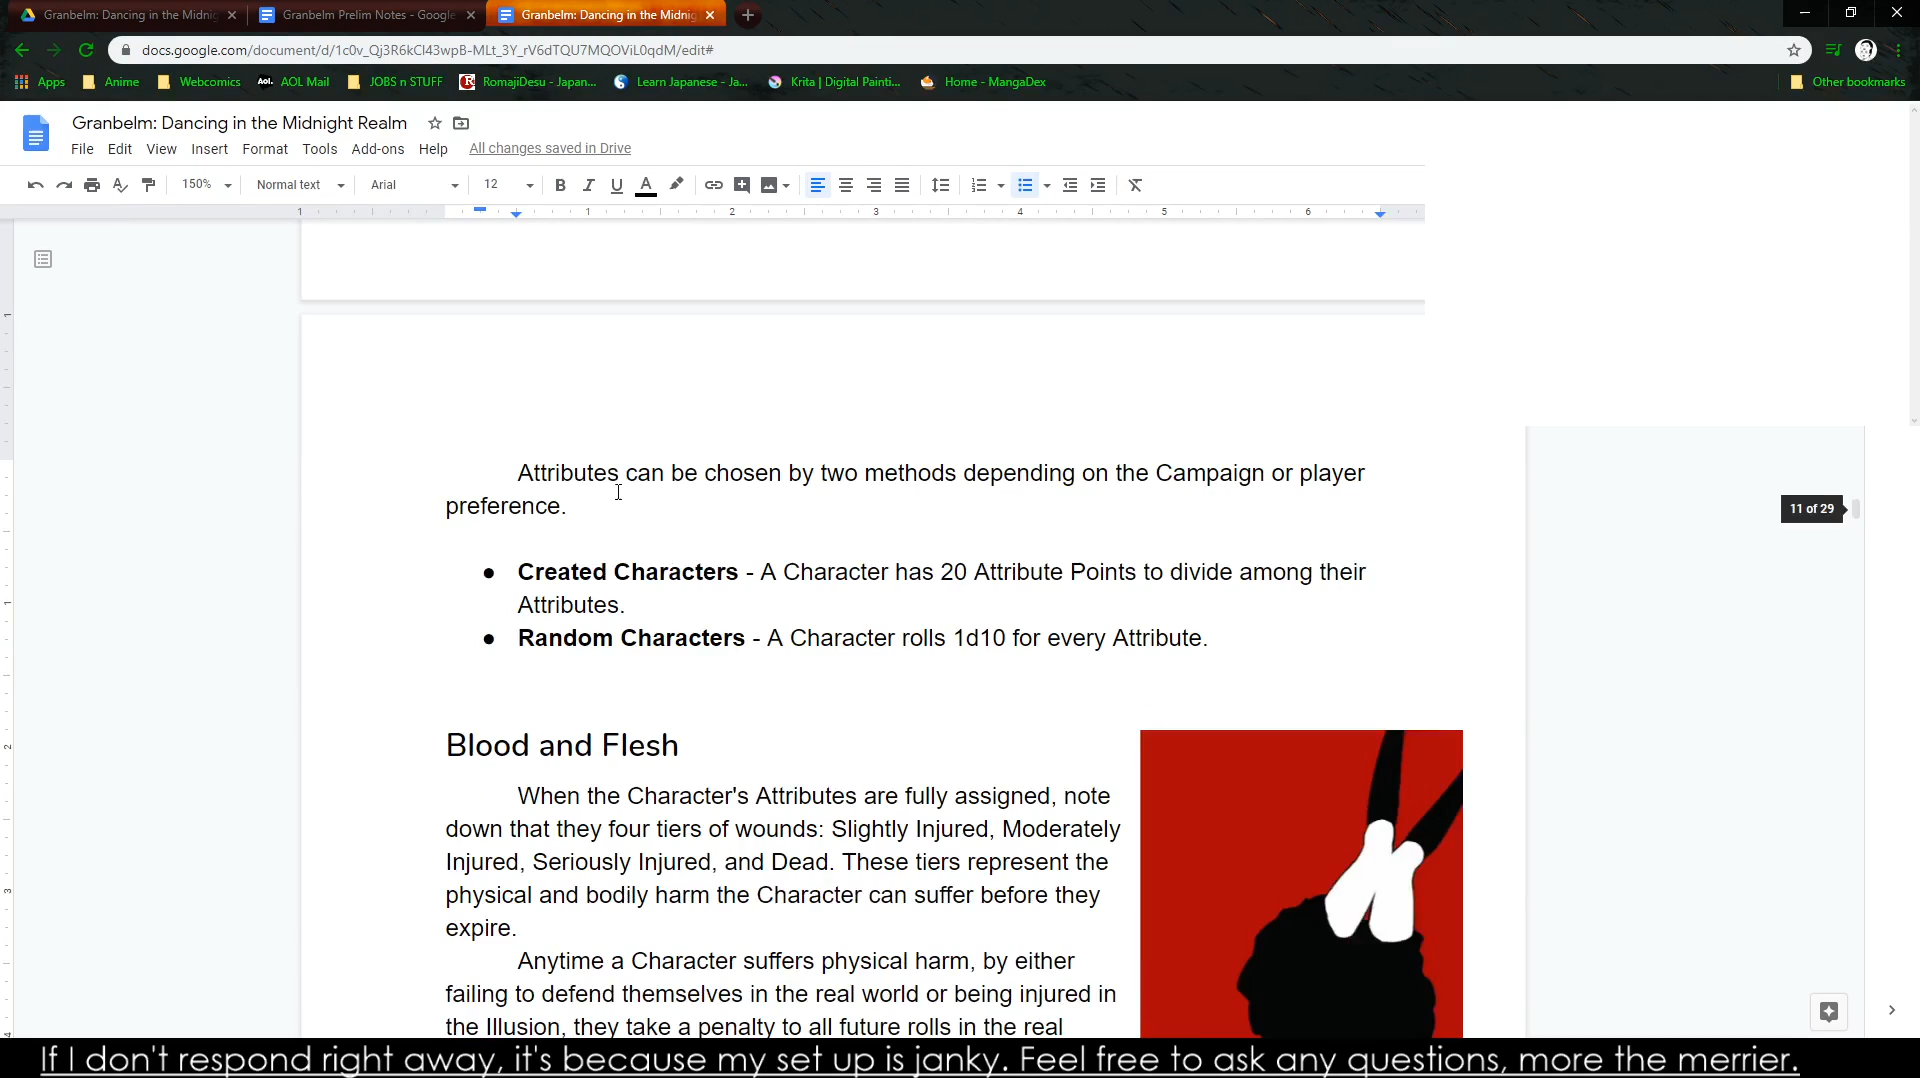 Granbelm: Dancing in the Midnig
Granbelm Prelim Notes - Google
Granbelm: Dancing in the Midnig
docs.google.com/document/d/1c0v_Qj3R6kCl43wpB-MLt_3Y_rV6dTQU7MQOViL0qdM/edit#
Apps Anime Webcomics Aol. AOL Mail JOBS n STUFF RomajiDesu - Japan... Learn Japanese - Ja... Krita | Digital Painti... Home - MangaDex Other bookmarks
Granbelm: Dancing in the Midnight Realm
File Edit View Insert Format Tools Add-ons Help All changes saved in Drive
150% Normal text Arial 12 B I U A
1 1 2 3 4 5 6
Attributes can be chosen by two methods depending on the Campaign or player
preference.
11 of 29
● Created Characters - A Character has 20 Attribute Points to divide among their
Attributes.
● Random Characters - A Character rolls 1d10 for every Attribute.
Blood and Flesh
When the Character's Attributes are fully assigned, note
down that they four tiers of wounds: Slightly Injured, Moderately
Injured, Seriously Injured, and Dead. These tiers represent the
physical and bodily harm the Character can suffer before they
expire.
Anytime a Character suffers physical harm, by either
failing to defend themselves in the real world or being injured in
the Illusion, they take a penalty to all future rolls in the real
If I don't respond right away, it's because my set up is janky. Feel free to ask any questions, more the merrier.